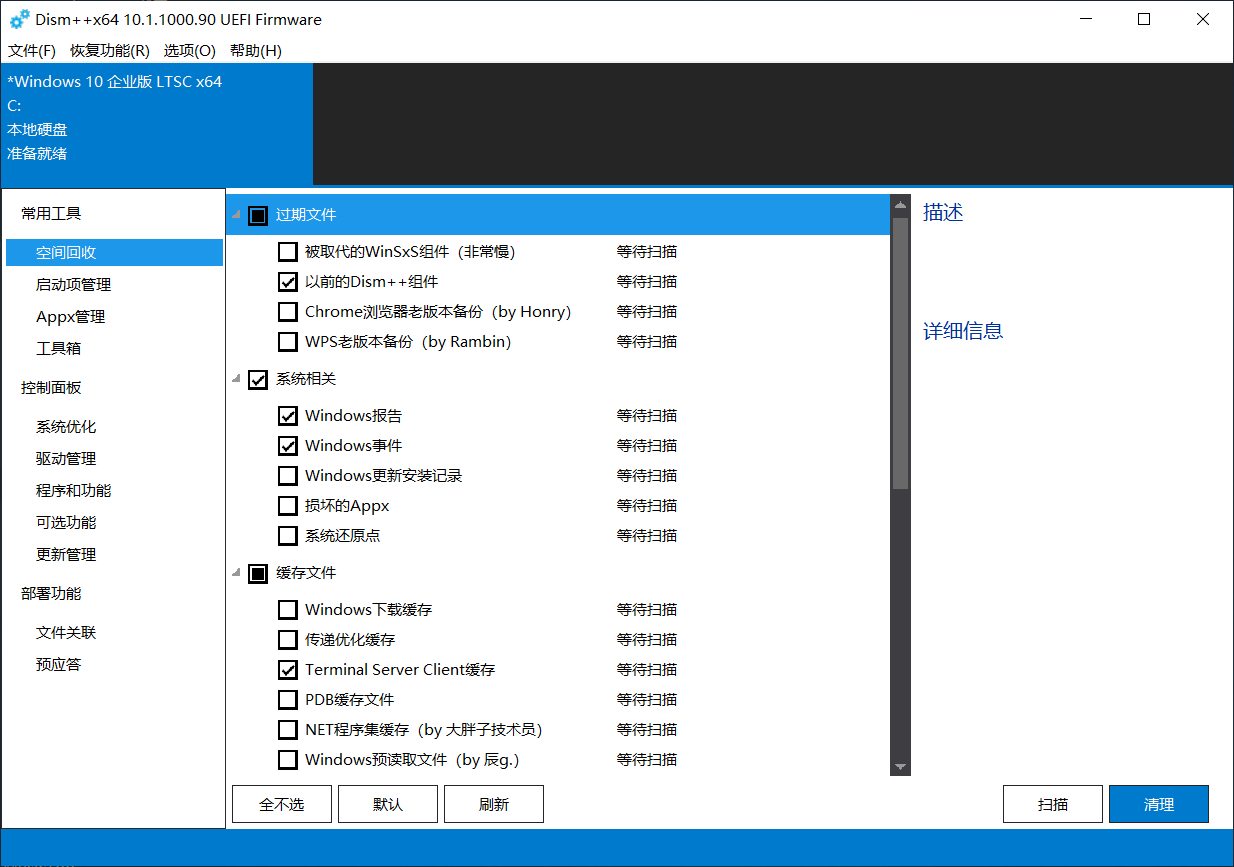 Dism++x64 10.1.1000.90 UEFI Firmware
文件(F) 恢复功能(R) 选项(O) 帮助(H)
*Windows 10 企业版 LTSC x64
C:
本地硬盘
准备就绪
常用工具
空间回收
启动项管理
Appx管理
工具箱
控制面板
系统优化
驱动管理
程序和功能
可选功能
更新管理
部署功能
文件关联
预应答
过期文件
被取代的WinSxS组件（非常慢） 等待扫描
以前的Dism++组件 等待扫描
Chrome浏览器老版本备份（by Honry） 等待扫描
WPS老版本备份（by Rambin） 等待扫描
系统相关
Windows报告 等待扫描
Windows事件 等待扫描
Windows更新安装记录 等待扫描
损坏的Appx 等待扫描
系统还原点 等待扫描
缓存文件
Windows下载缓存 等待扫描
传递优化缓存 等待扫描
Terminal Server Client缓存 等待扫描
PDB缓存文件 等待扫描
NET程序集缓存（by 大胖子技术员） 等待扫描
Windows预读取文件（by 辰g.） 等待扫描
描述
详细信息
全不选 默认 刷新 扫描 清理